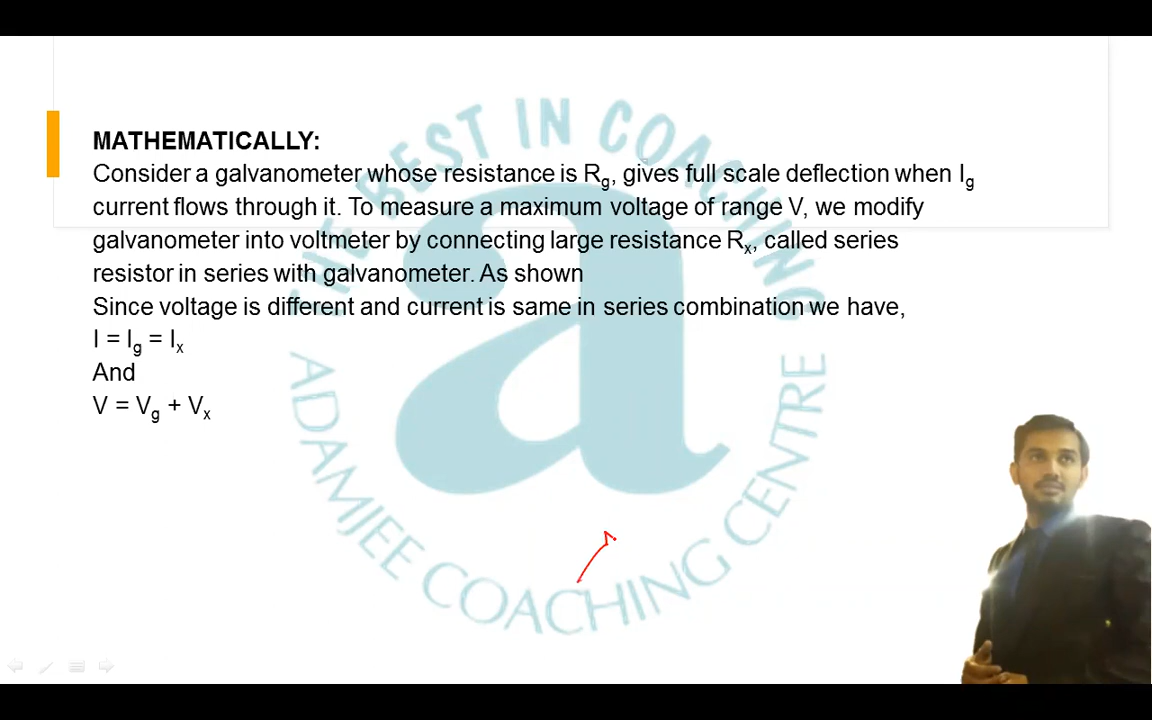 MATHEMATICALLY:
Consider a galvanometer whose resistance is Rg, gives full scale deflection when Ig
current flows through it. To measure a maximum voltage of range V, we modify
galvanometer into voltmeter by connecting large resistance Rx, called series
resistor in series with galvanometer. As shown
Since voltage is different and current is same in series combination we have,
I = Ig = Ix
And
V = Vg + Vx
THE BEST IN COACHING
a
ADAMJEE COACHING CENTRE